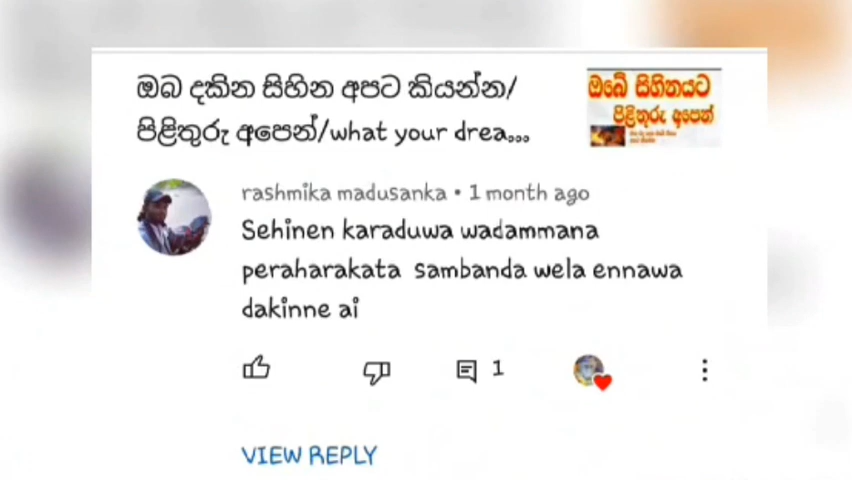 ඔබ දකින සිහින අපට කියන්න/
පිළිතුරු අපෙන්/what your drea...
ඔබේ සිහිනයට
පිළිතුරු අපෙන්
rashmika madusanka • 1 month ago
Sehinen karaduwa wadammana
peraharakata sambanda wela ennawa
dakinne ai
1
VIEW REPLY